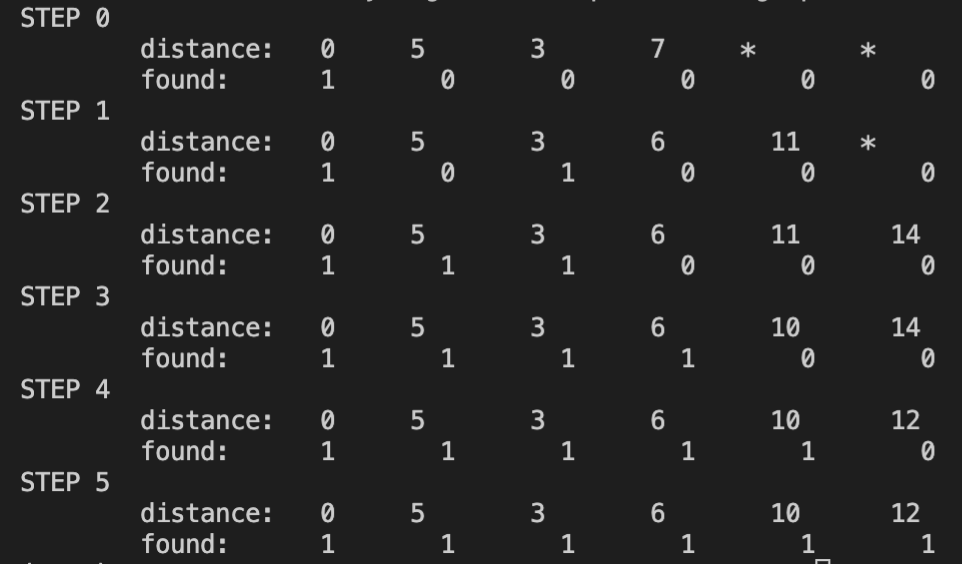 STEP 0
distance: 0 5 3 7 * *
found: 1 0 0 0 0 0
STEP 1
distance: 0 5 3 6 11 *
found: 1 0 1 0 0 0
STEP 2
distance: 0 5 3 6 11 14
found: 1 1 1 0 0 0
STEP 3
distance: 0 5 3 6 10 14
found: 1 1 1 1 0 0
STEP 4
distance: 0 5 3 6 10 12
found: 1 1 1 1 1 0
STEP 5
distance: 0 5 3 6 10 12
found: 1 1 1 1 1 1